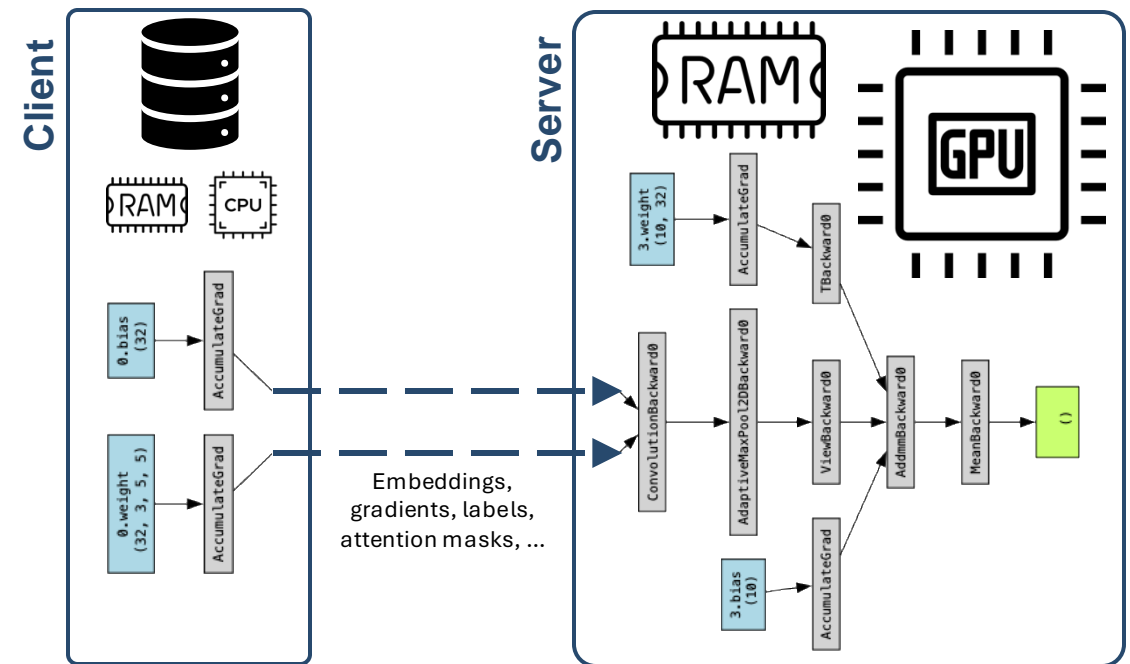 Client
RAM
CPU
0.bias
(32)
AccumulateGrad
0.weight
(32, 3, 5, 5)
AccumulateGrad
Embeddings,
gradients, labels,
attention masks, ...
Server
RAM
GPU
3.weight
(10, 32)
AccumulateGrad
TBackward0
ConvolutionBackward0
AdaptiveMaxPool2DBackward0
ViewBackward0
AddmmBackward0
MeanBackward0
()
3.bias
(10)
AccumulateGrad